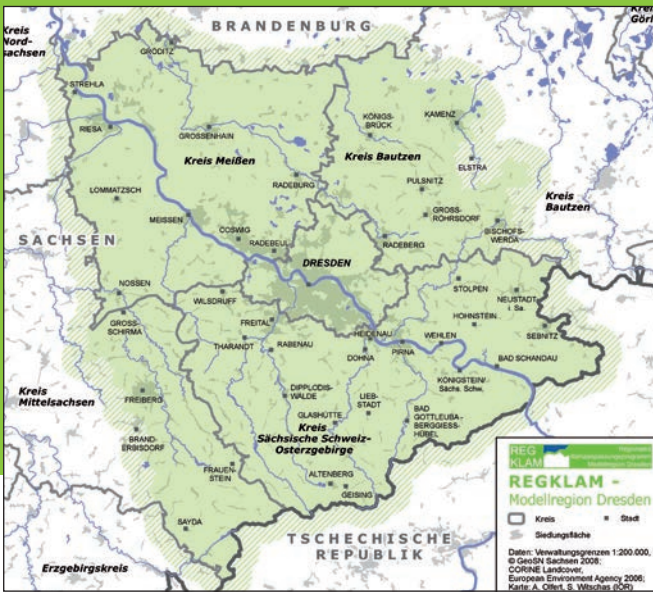 BRANDENBURG
Kreis
Nord-
sachsen
Kreis
Görl
GRÖDITZ
STREHLA
RIESA
GROSSENHAIN
KÖNIGS-
BRÜCK
KAMENZ
Kreis Meißen
Kreis Bautzen
ELSTRA
LOMMATZSCH
RADEBURG
PULSNITZ
Kreis
Bautzen
MEISSEN
GROSS-
RÖHRSDORF
COSWIG
RADEBEUL
RADEBERG
BISCHOFS-
WERDA
SACHSEN
DRESDEN
NOSSEN
WILSDRUFF
STOLPEN
NEUSTADT
i. Sa.
GROSS-
SCHIRMA
FREITAL
HOHNSTEIN
THARANDT
RABENAU
HEIDENAU
DOHNA
PIRNA
WEHLEN
SEBNITZ
BAD SCHANDAU
KÖNIGSTEIN/
Sächs. Schw.
Kreis
Mittelsachsen
FREIBERG
DIPPLODIS-
WALDE
LIEB-
STADT
GLASHÜTTE
BAD
GOTTLEUBA-
BERGGIESS-
HÜBEL
BRAND-
ERBISDORF
Kreis
Sächsische Schweiz-
Osterzgebirge
FRAUEN-
STEIN
ALTENBERG
GEISING
SAYDA
TSCHECHISCHE
REPUBLIK
Erzgebirgskreis
REG
KLAM
REGKLAM -
Modellregion Dresden
Kreis
Stadt
Siedlungsfläche
Daten: Verwaltungsgrenzen 1:200.000,
© GeoSN Sachsen 2008;
CORINE Landcover,
European Environment Agency 2006;
Karte: A. Olfert, S. Witschas (IÖR)